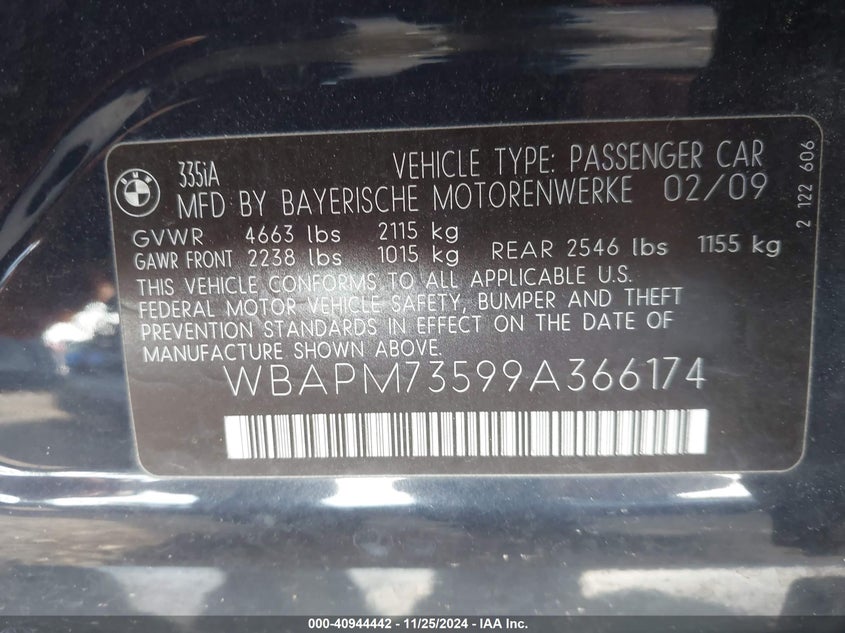 BMW
335iA
VEHICLE TYPE: PASSENGER CAR
MFD BY BAYERISCHE MOTORENWERKE 02/09
GVWR 4663 lbs 2115 kg
GAWR FRONT 2238 lbs 1015 kg REAR 2546 lbs 1155 kg
THIS VEHICLE CONFORMS TO ALL APPLICABLE U.S.
FEDERAL MOTOR VEHICLE SAFETY, BUMPER AND THEFT
PREVENTION STANDARDS IN EFFECT ON THE DATE OF
MANUFACTURE SHOWN ABOVE.
WBAPM73599A366174
2 122 606
000-40944442 - 11/25/2024 - IAA Inc.